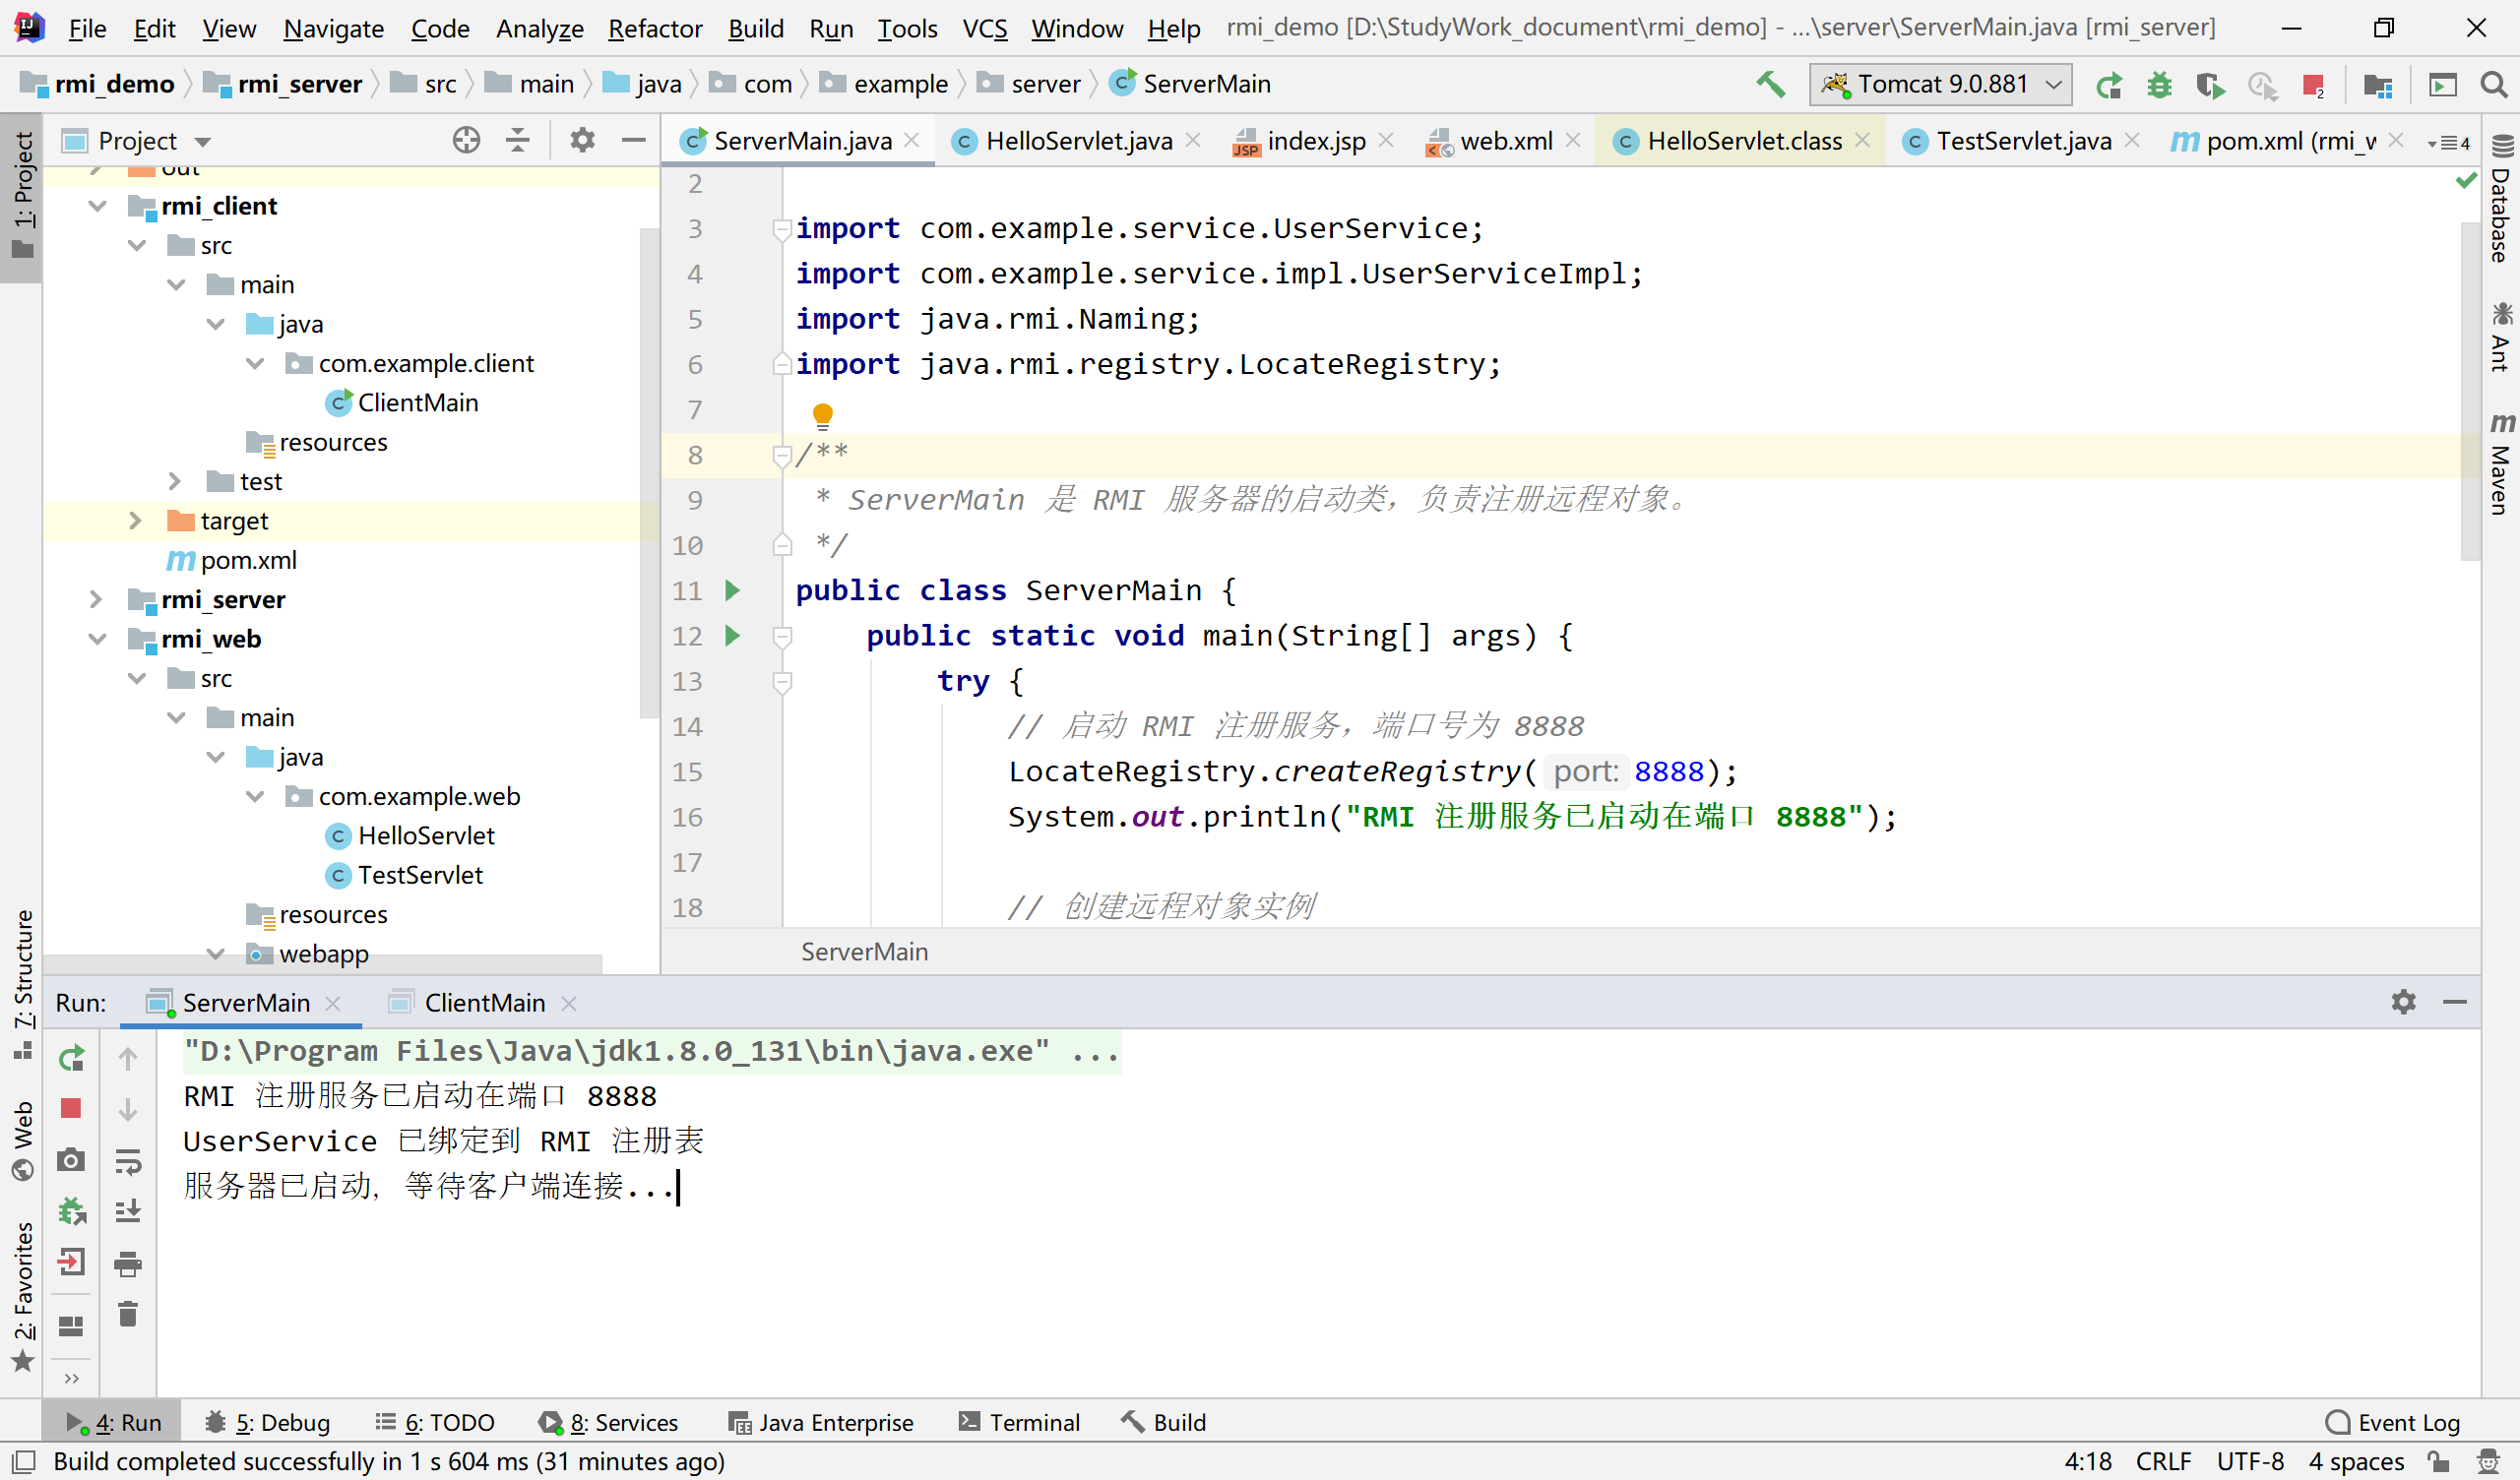 File Edit View Navigate Code Analyze Refactor Build Run Tools VCS Window Help rmi_demo [D:\StudyWork_document\rmi_demo] - ...\server\ServerMain.java [rmi_server]
rmi_demo rmi_server src main java com example server ServerMain Tomcat 9.0.881 2
Project
ServerMain.java HelloServlet.java index.jsp web.xml HelloServlet.class TestServlet.java pom.xml (rmi_w 4
1: Project
7: Structure
Web
2: Favorites
out
rmi_client
src
main
java
com.example.client
ClientMain
resources
test
target
pom.xml
rmi_server
rmi_web
src
main
java
com.example.web
HelloServlet
TestServlet
resources
webapp
2
3 import com.example.service.UserService;
4 import com.example.service.impl.UserServiceImpl;
5 import java.rmi.Naming;
6 import java.rmi.registry.LocateRegistry;
7
8 /**
9 * ServerMain 是 RMI 服务器的启动类，负责注册远程对象。
10 */
11 public class ServerMain {
12 public static void main(String[] args) {
13 try {
14 // 启动 RMI 注册服务，端口号为 8888
15 LocateRegistry.createRegistry( port: 8888);
16 System.out.println("RMI 注册服务已启动在端口 8888");
17
18 // 创建远程对象实例
ServerMain
Database
Ant
Maven
Run: ServerMain ClientMain
"D:\Program Files\Java\jdk1.8.0_131\bin\java.exe" ...
RMI 注册服务已启动在端口 8888
UserService 已绑定到 RMI 注册表
服务器已启动，等待客户端连接...
4: Run 5: Debug 6: TODO 8: Services Java Enterprise Terminal Build Event Log
Build completed successfully in 1 s 604 ms (31 minutes ago) 4:18 CRLF UTF-8 4 spaces